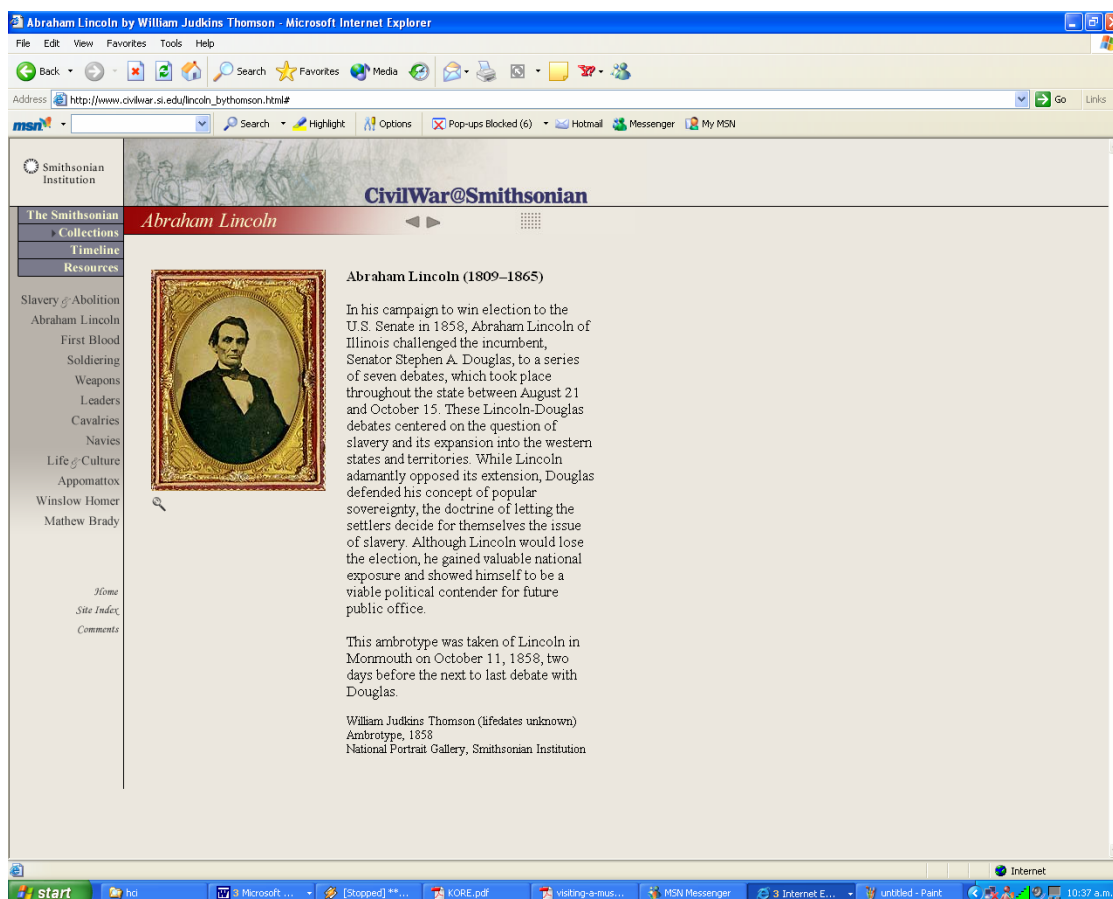 Abraham Lincoln by William Judkins Thomson - Microsoft Internet Explorer
File Edit View Favorites Tools Help
Back Search Favorites Media
Address http://www.civilwar.si.edu/lincoln_bythomson.html# Go Links
msn Search Highlight Options Pop-ups Blocked (6) Hotmail Messenger My MSN
Smithsonian
Institution
CivilWar@Smithsonian
The Smithsonian
Collections
Timeline
Resources
Abraham Lincoln
Slavery & Abolition
Abraham Lincoln
First Blood
Soldiering
Weapons
Leaders
Cavalries
Navies
Life & Culture
Appomattox
Winslow Homer
Mathew Brady
Home
Site Index
Comments
Abraham Lincoln (1809–1865)
In his campaign to win election to the
U.S. Senate in 1858, Abraham Lincoln of
Illinois challenged the incumbent,
Senator Stephen A. Douglas, to a series
of seven debates, which took place
throughout the state between August 21
and October 15. These Lincoln-Douglas
debates centered on the question of
slavery and its expansion into the western
states and territories. While Lincoln
adamantly opposed its extension, Douglas
defended his concept of popular
sovereignty, the doctrine of letting the
settlers decide for themselves the issue
of slavery. Although Lincoln would lose
the election, he gained valuable national
exposure and showed himself to be a
viable political contender for future
public office.
This ambrotype was taken of Lincoln in
Monmouth on October 11, 1858, two
days before the next to last debate with
Douglas.
William Judkins Thomson (lifedates unknown)
Ambrotype, 1858
National Portrait Gallery, Smithsonian Institution
Internet
start hci 3 Microsoft ... [Stopped] **... KORE.pdf visiting-a-mus... MSN Messenger 3 Internet E... untitled - Paint 10:37 a.m.